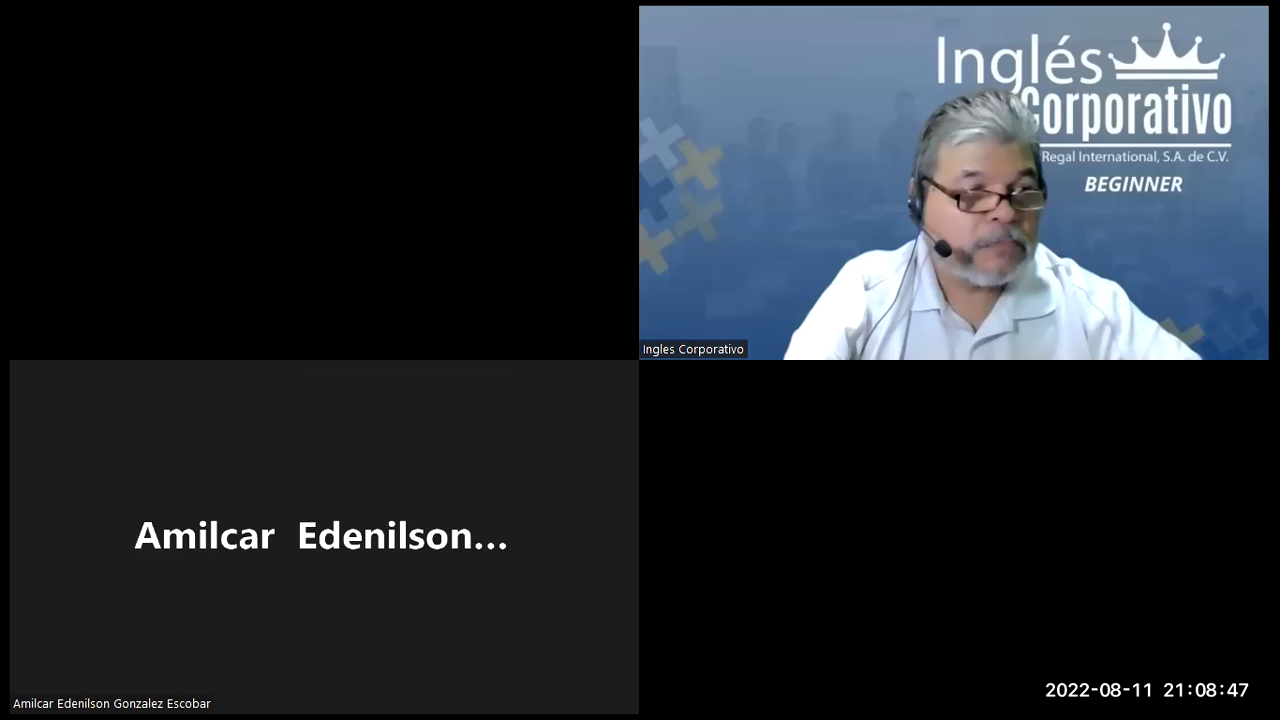 Inglés
Corporativo
Regal International, S.A. de C.V.
BEGINNER
Ingles Corporativo
Amilcar Edenilson...
Amilcar Edenilson Gonzalez Escobar
2022-08-11 21:08:47